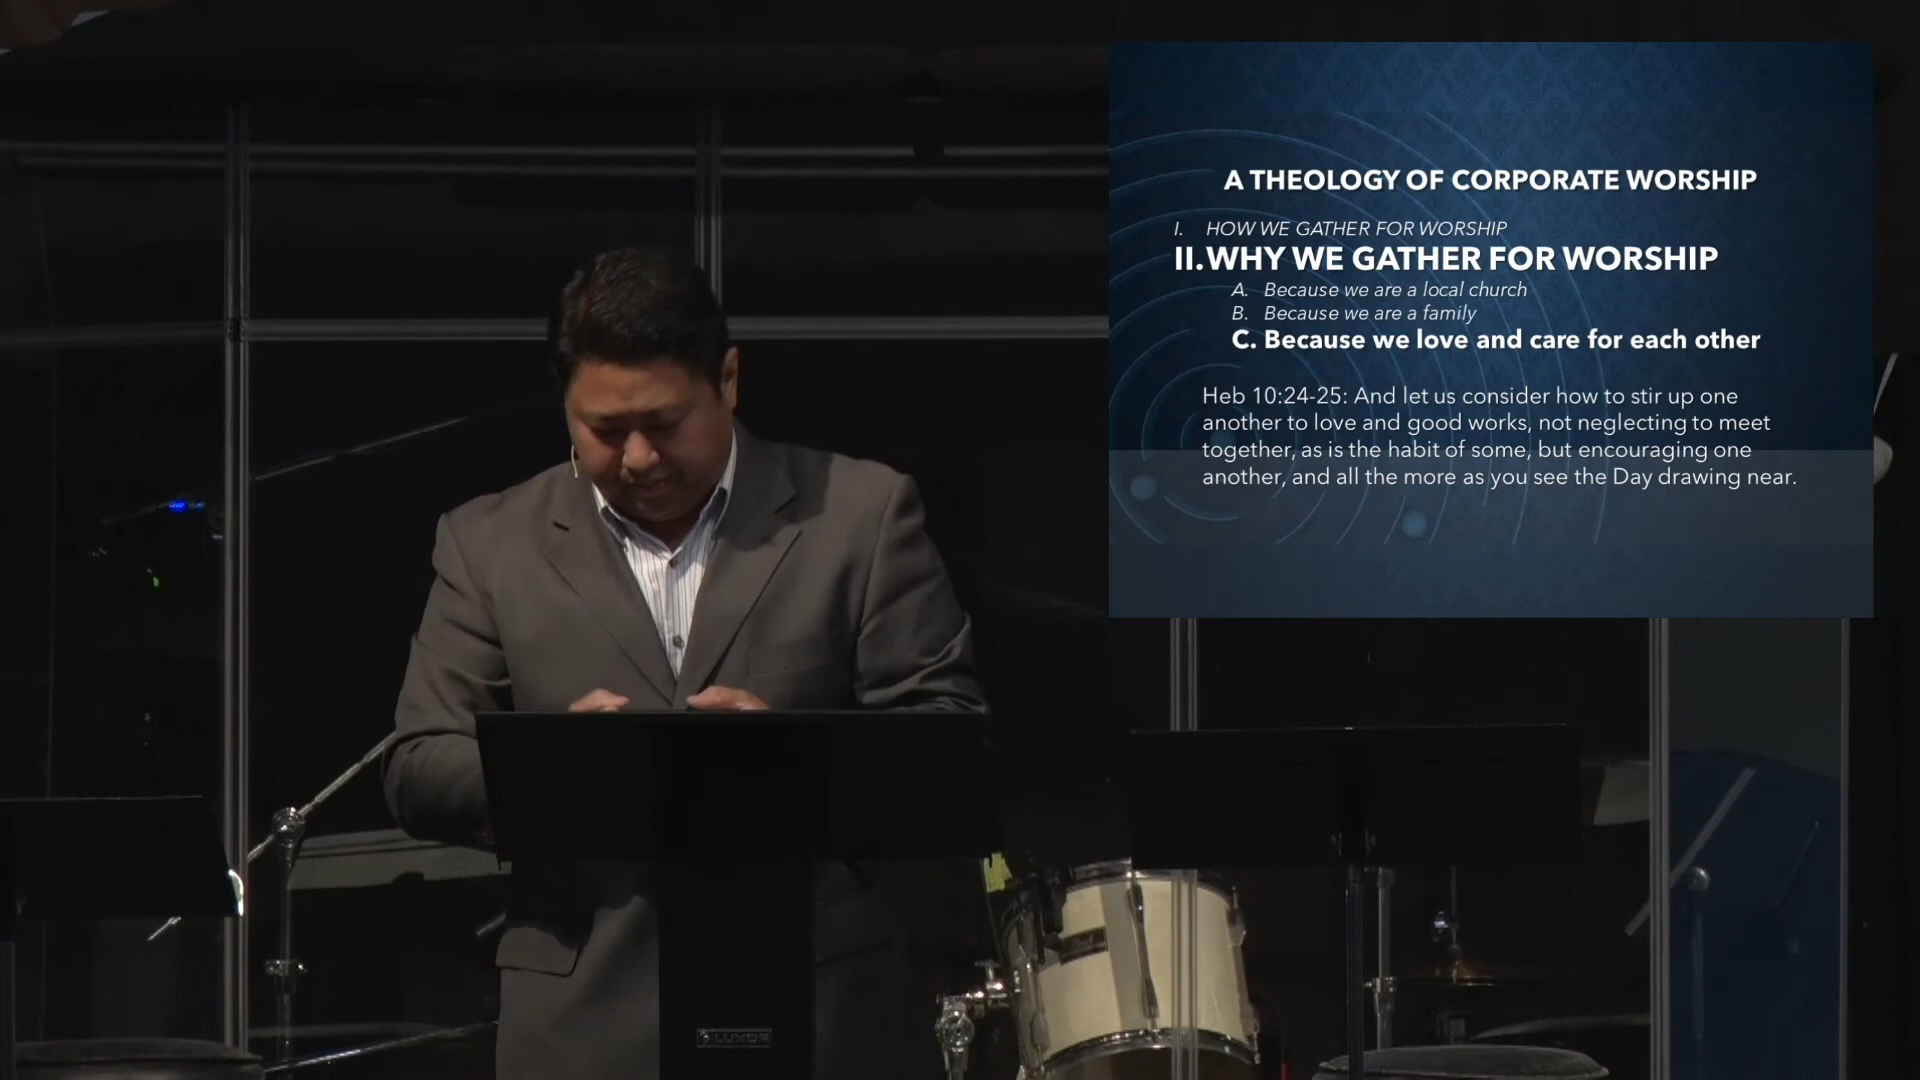 A THEOLOGY OF CORPORATE WORSHIP
I. HOW WE GATHER FOR WORSHIP
II. WHY WE GATHER FOR WORSHIP
A. Because we are a local church
B. Because we are a family
C. Because we love and care for each other
Heb 10:24-25: And let us consider how to stir up one
another to love and good works, not neglecting to meet
together, as is the habit of some, but encouraging one
another, and all the more as you see the Day drawing near.
LUXOR